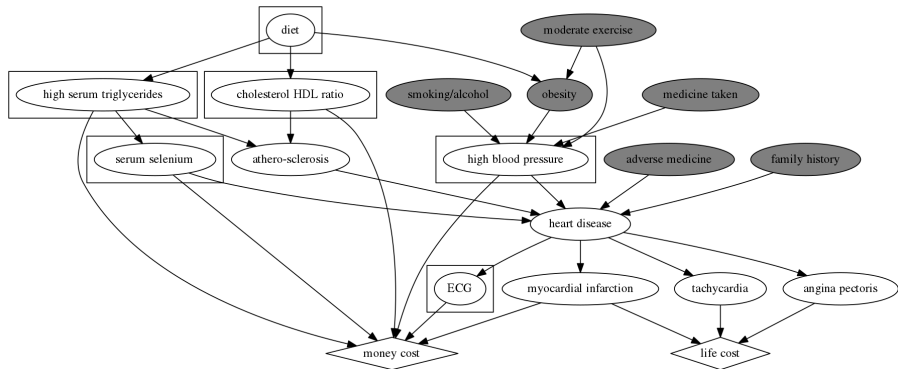 diet
moderate exercise
high serum triglycerides
cholesterol HDL ratio
smoking/alcohol
obesity
medicine taken
serum selenium
athero-sclerosis
high blood pressure
adverse medicine
family history
heart disease
ECG
myocardial infarction
tachycardia
angina pectoris
money cost
life cost